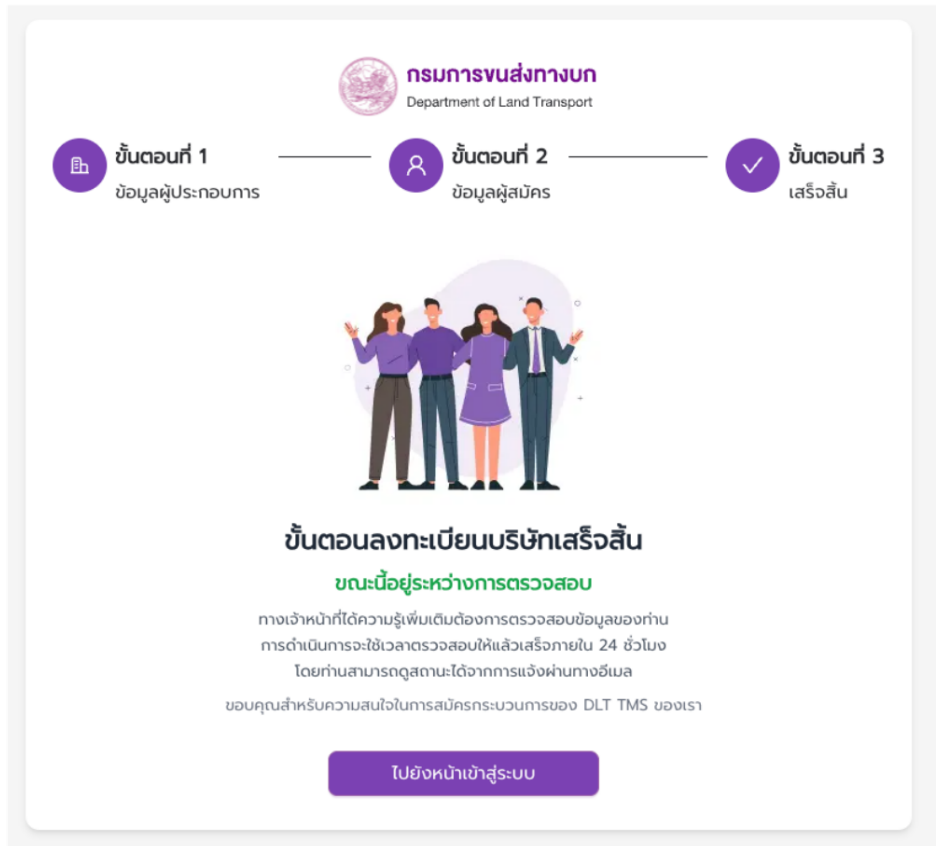 กรมการขนส่งทางบก
Department of Land Transport
ขั้นตอนที่ 1
ข้อมูลผู้ประกอบการ
ขั้นตอนที่ 2
ข้อมูลผู้สมัคร
ขั้นตอนที่ 3
เสร็จสิ้น
ขั้นตอนลงทะเบียนบริษัทเสร็จสิ้น
ขณะนี้อยู่ระหว่างการตรวจสอบ
ทางเจ้าหน้าที่ได้ความรู้เพิ่มเติมต้องการตรวจสอบข้อมูลของท่าน
การดำเนินการจะใช้เวลาตรวจสอบให้แล้วเสร็จภายใน 24 ชั่วโมง
โดยท่านสามารถดูสถานะได้จากการแจ้งผ่านทางอีเมล
ขอบคุณสำหรับความสนใจในการสมัครกระบวนการของ DLT TMS ของเรา
ไปยังหน้าเข้าสู่ระบบ